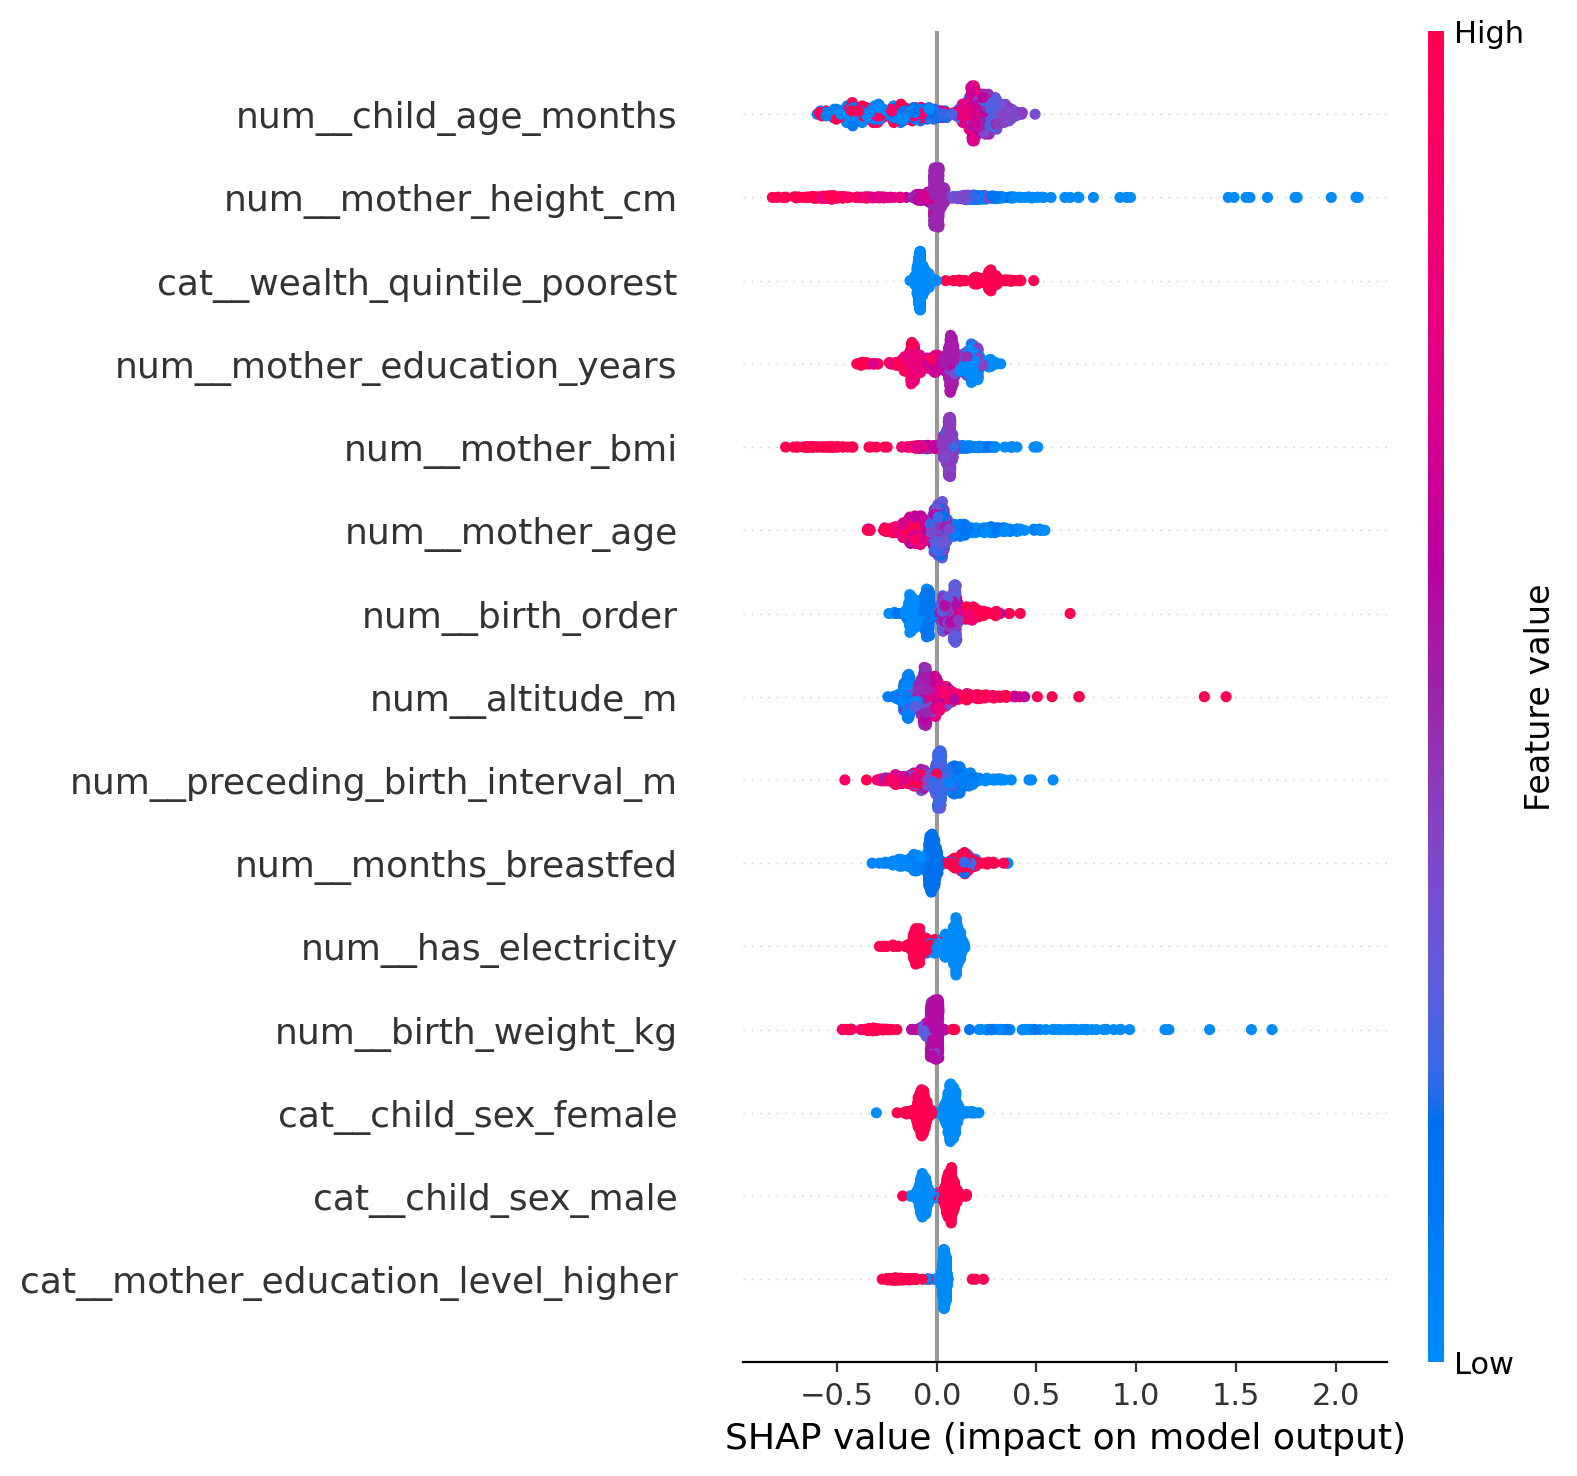 High
num__child_age_months
num__mother_height_cm
cat__wealth_quintile_poorest
num__mother_education_years
num__mother_bmi
num__mother_age
num__birth_order
num__altitude_m
num__preceding_birth_interval_m
num__months_breastfed
num__has_electricity
num__birth_weight_kg
cat__child_sex_female
cat__child_sex_male
cat__mother_education_level_higher
Feature value
Low
−0.5 0.0 0.5 1.0 1.5 2.0
SHAP value (impact on model output)